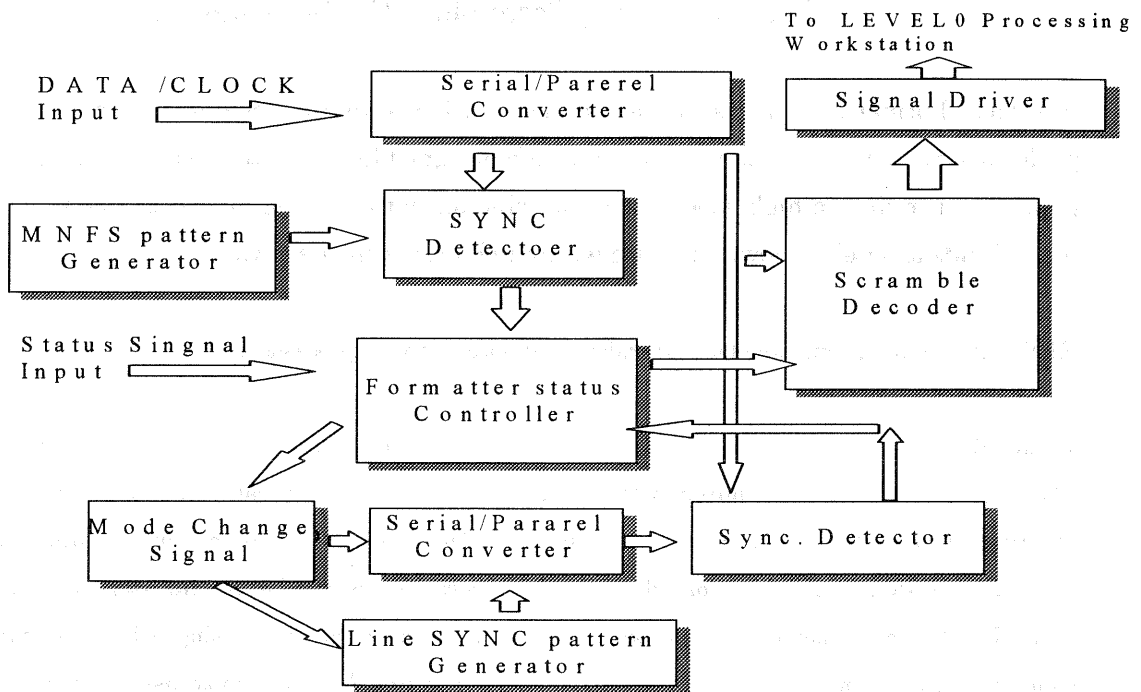 To LEVEL0 Processing
Workstation
DATA /CLOCK
Input
Serial/Parerel
Converter
Signal Driver
MNFS pattern
Generator
SYNC
Detectoer
Scramble
Decoder
Status Singnal
Input
Formatter status
Controller
Mode Change
Signal
Serial/Pararel
Converter
Sync. Detector
Line SYNC pattern
Generator